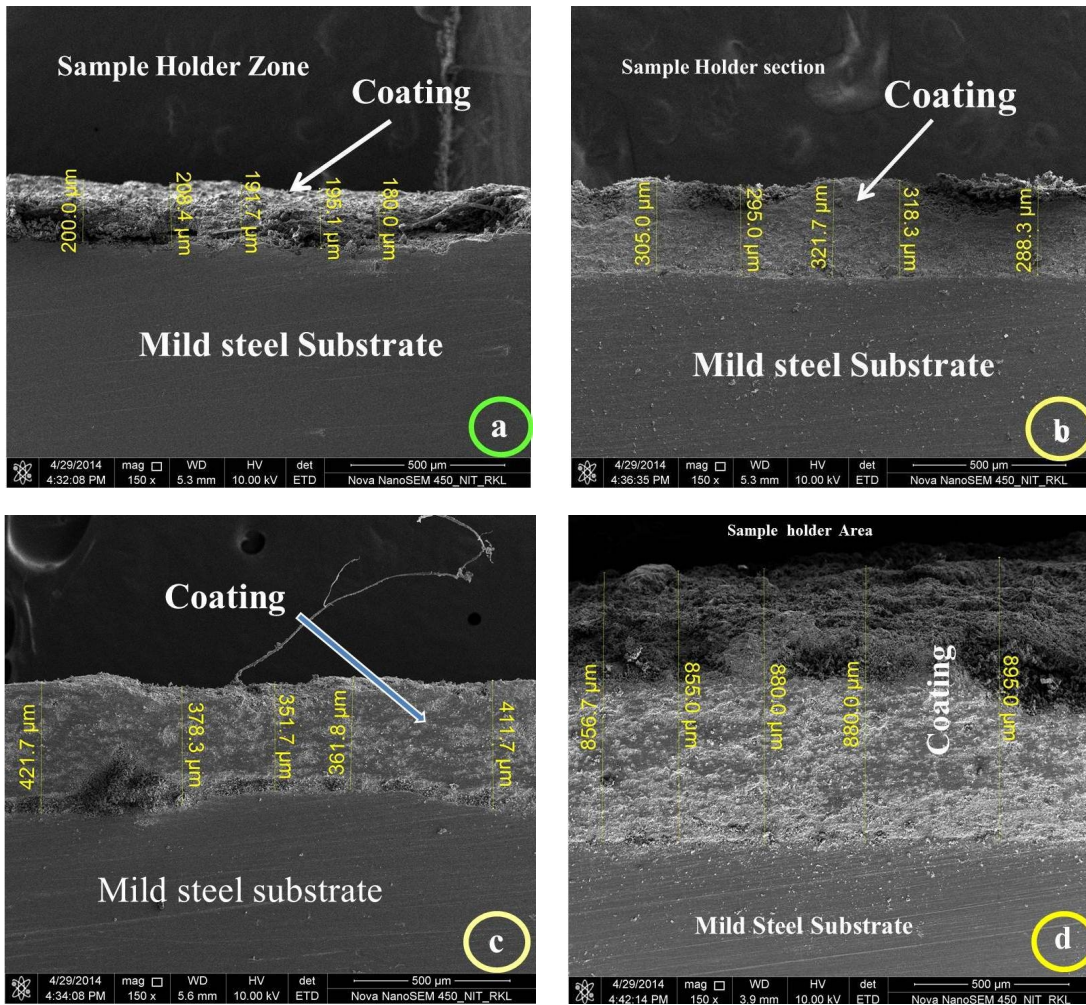 Sample Holder Zone
Coating
200.0 µm
208.4 µm
191.7 µm
195.1 µm
180.0 µm
Mild steel Substrate
a
4/29/2014 mag WD HV det 500 µm
4:32:08 PM 150 x 5.3 mm 10.00 kV ETD Nova NanoSEM 450_NIT_RKL
Sample Holder section
Coating
305.0 µm
295.0 µm
321.7 µm
318.3 µm
288.3 µm
Mild steel Substrate
b
4/29/2014 mag WD HV det 500 µm
4:36:35 PM 150 x 5.3 mm 10.00 kV ETD Nova NanoSEM 450_NIT_RKL
Coating
421.7 µm
378.3 µm
351.7 µm
361.8 µm
411.7 µm
Mild steel substrate
c
4/29/2014 mag WD HV det 500 µm
4:34:08 PM 150 x 5.6 mm 10.00 kV ETD Nova NanoSEM 450_NIT_RKL
Sample holder Area
856.7 µm
855.0 µm
880.0 µm
880.0 µm
Coating
895.0 µm
Mild Steel Substrate
d
4/29/2014 mag WD HV det 500 µm
4:42:14 PM 150 x 3.9 mm 10.00 kV ETD Nova NanoSEM 450_NIT_RKL